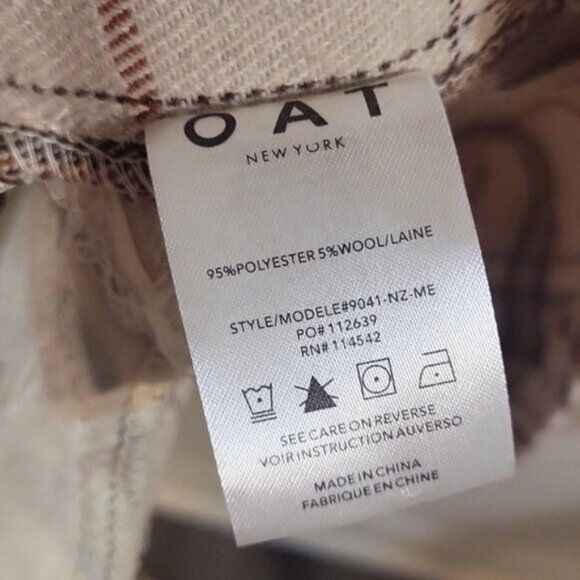 OAT
NEW YORK
95%POLYESTER 5%WOOL/LAINE
STYLE/MODELE#9041-NZ-ME
PO# 112639
RN# 114542
SEE CARE ON REVERSE
VOIR INSTRUCTION AUVERSO
MADE IN CHINA
FABRIQUE EN CHINE